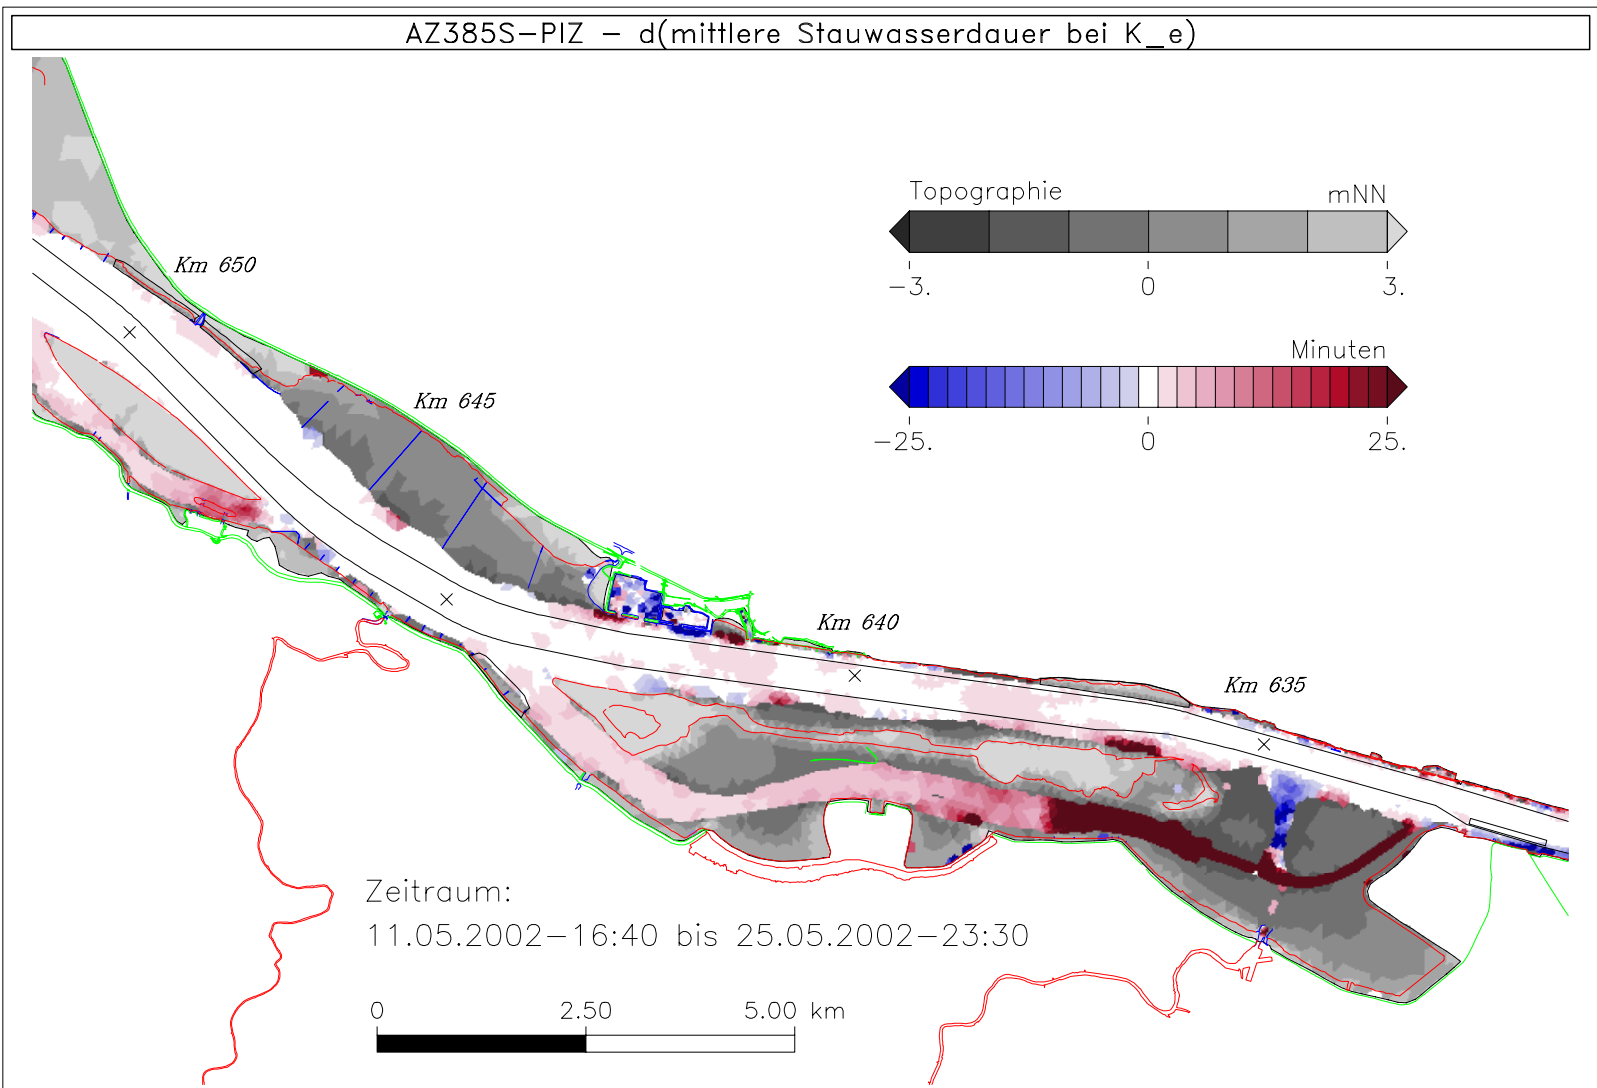 AZ385S-PIZ - d(mittlere Stauwasserdauer bei K_e)
Topographie mNN
-3. 0 3.
Km 650
Minuten
-25. 0 25.
Km 645
Km 640
Km 635
Zeitraum:
11.05.2002-16:40 bis 25.05.2002-23:30
0 2.50 5.00 km